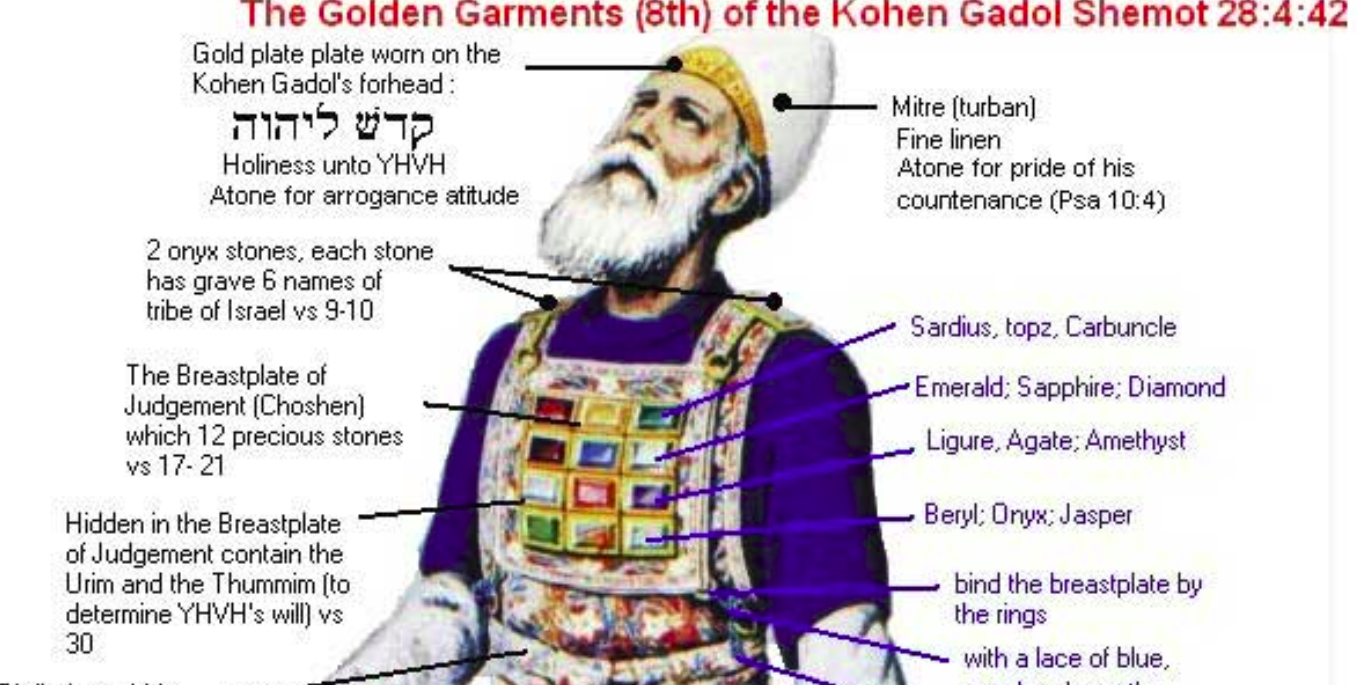 The Golden Garments (8th) of the Kohen Gadol Shemot 28:4:42
Gold plate plate worn on the
Kohen Gadol's forhead :
קדשׁ ליהוה
Holiness unto YHVH
Atone for arrogance atitude
Mitre (turban)
Fine linen
Atone for pride of his
countenance (Psa 10:4)
2 onyx stones, each stone
has grave 6 names of
tribe of Israel vs 9-10
The Breastplate of
Judgement (Choshen)
which 12 precious stones
vs 17- 21
Hidden in the Breastplate
of Judgement contain the
Urim and the Thummim (to
determine YHVH's will) vs
30
Sardius, topz, Carbuncle
Emerald; Sapphire; Diamond
Ligure, Agate; Amethyst
Beryl; Onyx; Jasper
bind the breastplate by
the rings
with a lace of blue,